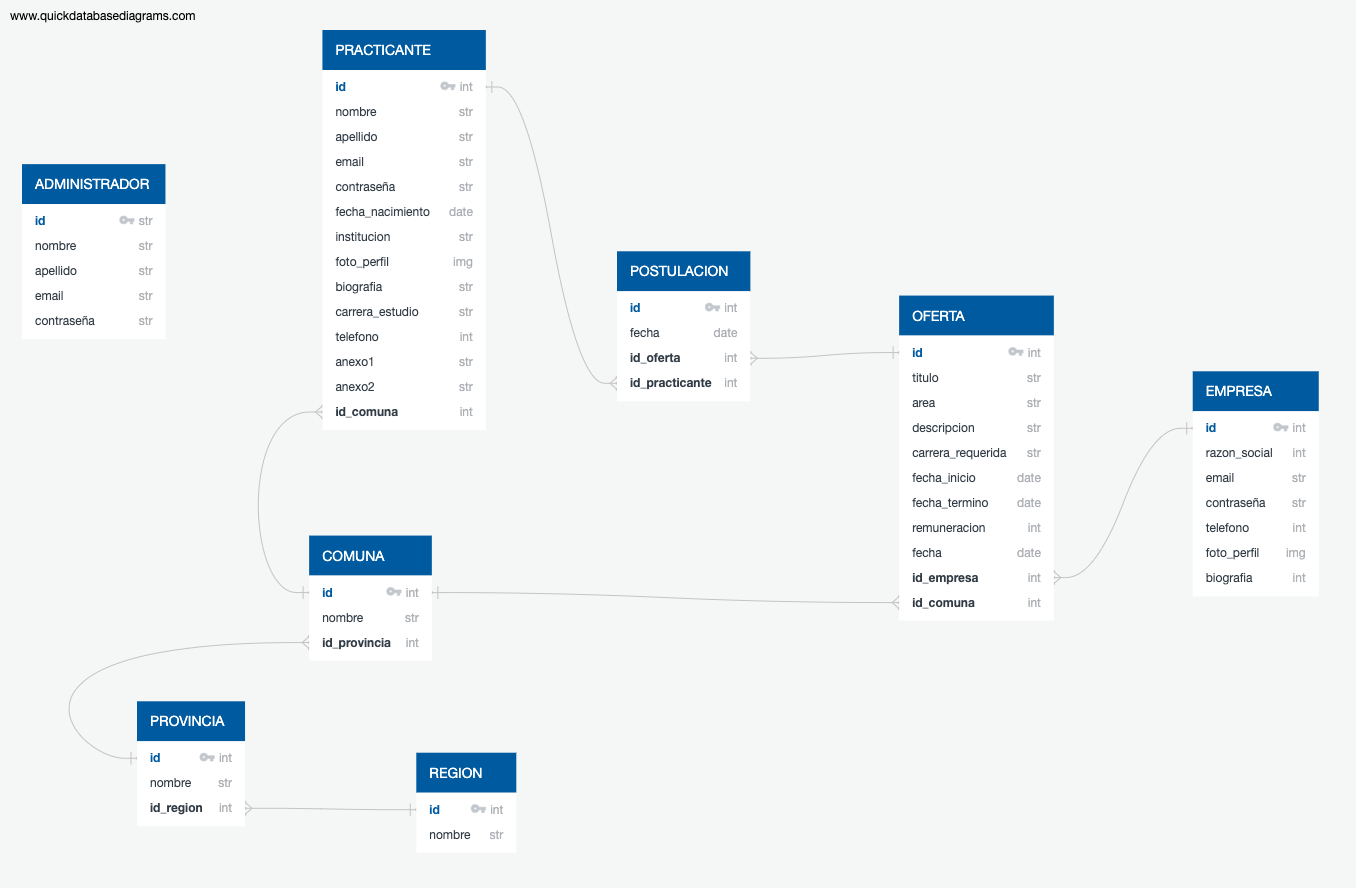 www.quickdatabasediagrams.com
PRACTICANTE
id int
nombre str
apellido str
email str
contraseña str
fecha_nacimiento date
institucion str
foto_perfil img
biografia str
carrera_estudio str
telefono int
anexo1 str
anexo2 str
id_comuna int
ADMINISTRADOR
id str
nombre str
apellido str
email str
contraseña str
POSTULACION
id int
fecha date
id_oferta int
id_practicante int
OFERTA
id int
titulo str
area str
descripcion str
carrera_requerida str
fecha_inicio date
fecha_termino date
remuneracion int
fecha date
id_empresa int
id_comuna int
EMPRESA
id int
razon_social int
email str
contraseña str
telefono int
foto_perfil img
biografia int
COMUNA
id int
nombre str
id_provincia int
PROVINCIA
id int
nombre str
id_region int
REGION
id int
nombre str